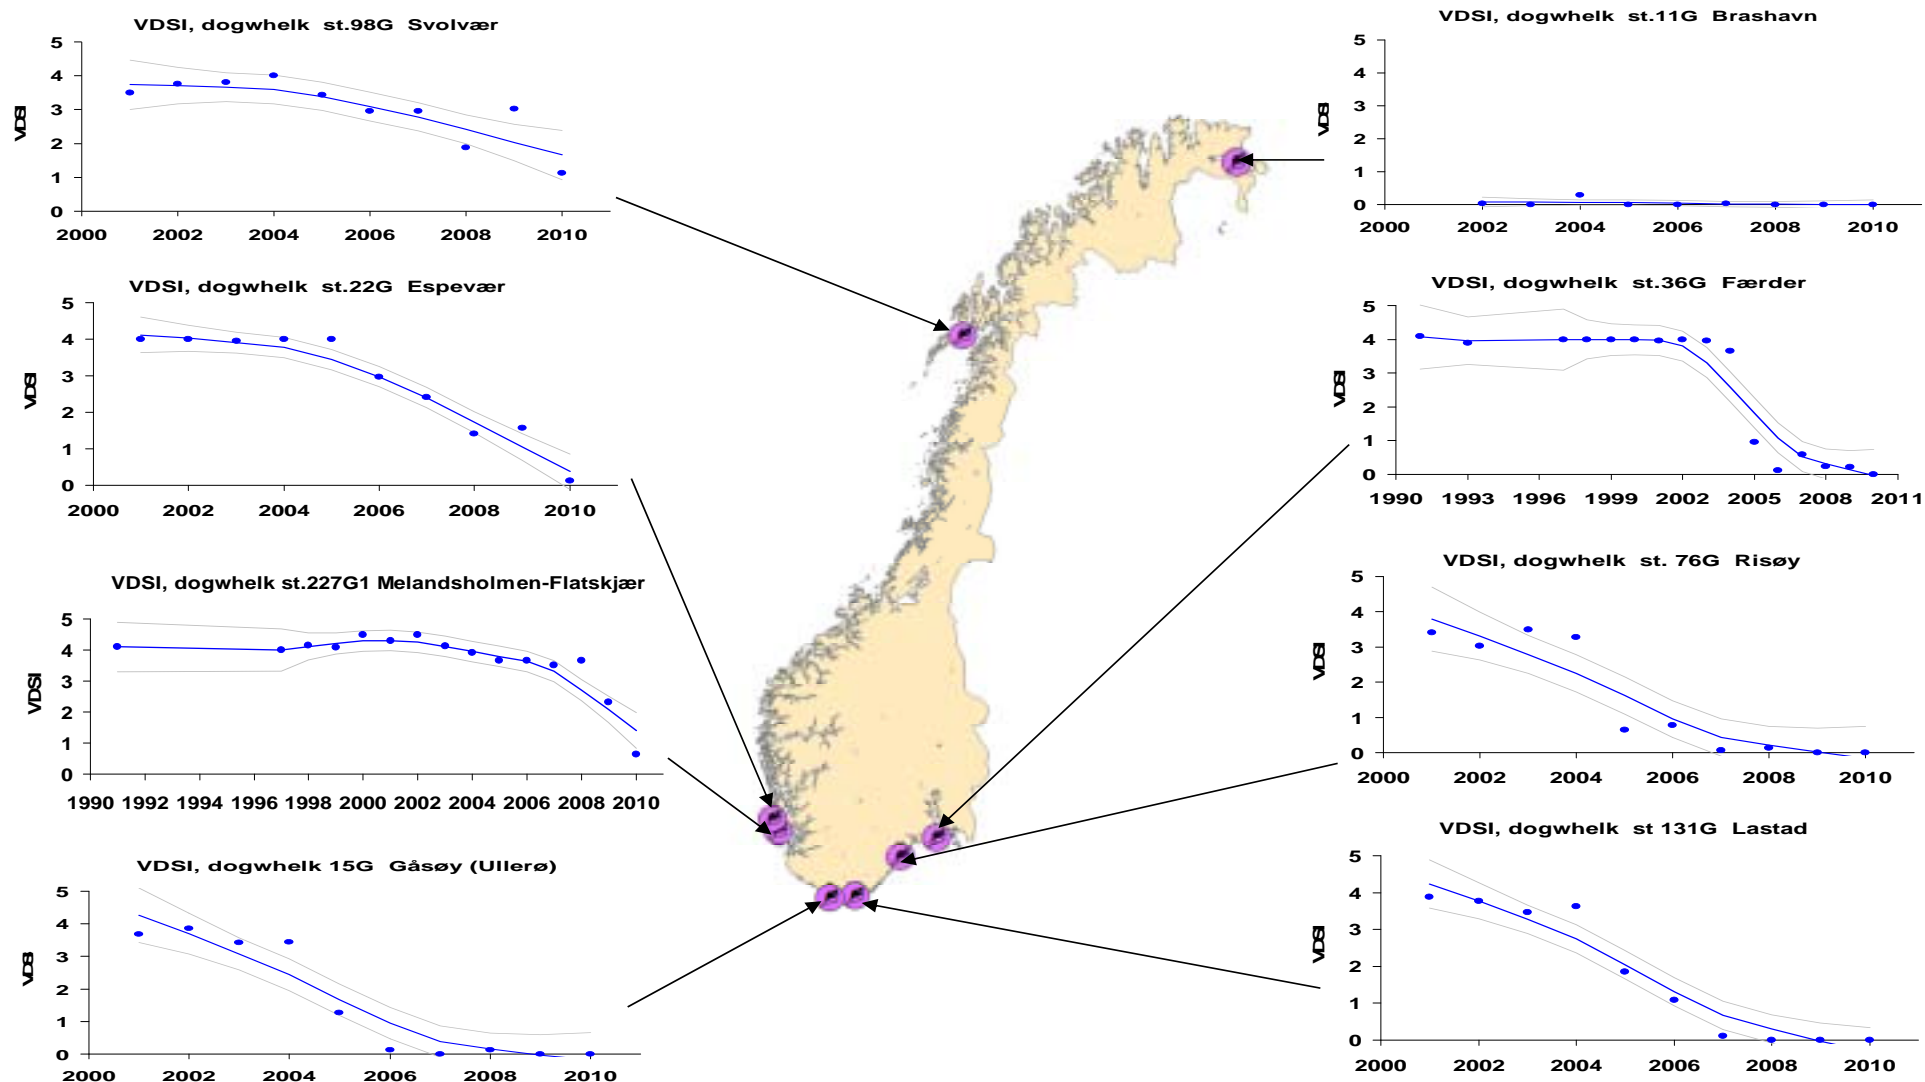 VDSI, dogwhelk st.98G Svolvær
5
4
3
2
1
0
VDSI
2000 2002 2004 2006 2008 2010
VDSI, dogwhelk st.22G Espevær
5
4
3
2
1
0
VDSI
2000 2002 2004 2006 2008 2010
VDSI, dogwhelk st.227G1 Melandsholmen-Flatskjær
5
4
3
2
1
0
VDSI
1990 1992 1994 1996 1998 2000 2002 2004 2006 2008 2010
VDSI, dogwhelk 15G Gåsøy (Ullerø)
5
4
3
2
1
0
VDSI
2000 2002 2004 2006 2008 2010
VDSI, dogwhelk st.11G Brashavn
5
4
3
2
1
0
VDSI
2000 2002 2004 2006 2008 2010
VDSI, dogwhelk st.36G Færder
5
4
3
2
1
0
VDSI
1990 1993 1996 1999 2002 2005 2008 2011
VDSI, dogwhelk st. 76G Risøy
5
4
3
2
1
0
VDSI
2000 2002 2004 2006 2008 2010
VDSI, dogwhelk st 131G Lastad
5
4
3
2
1
0
VDSI
2000 2002 2004 2006 2008 2010